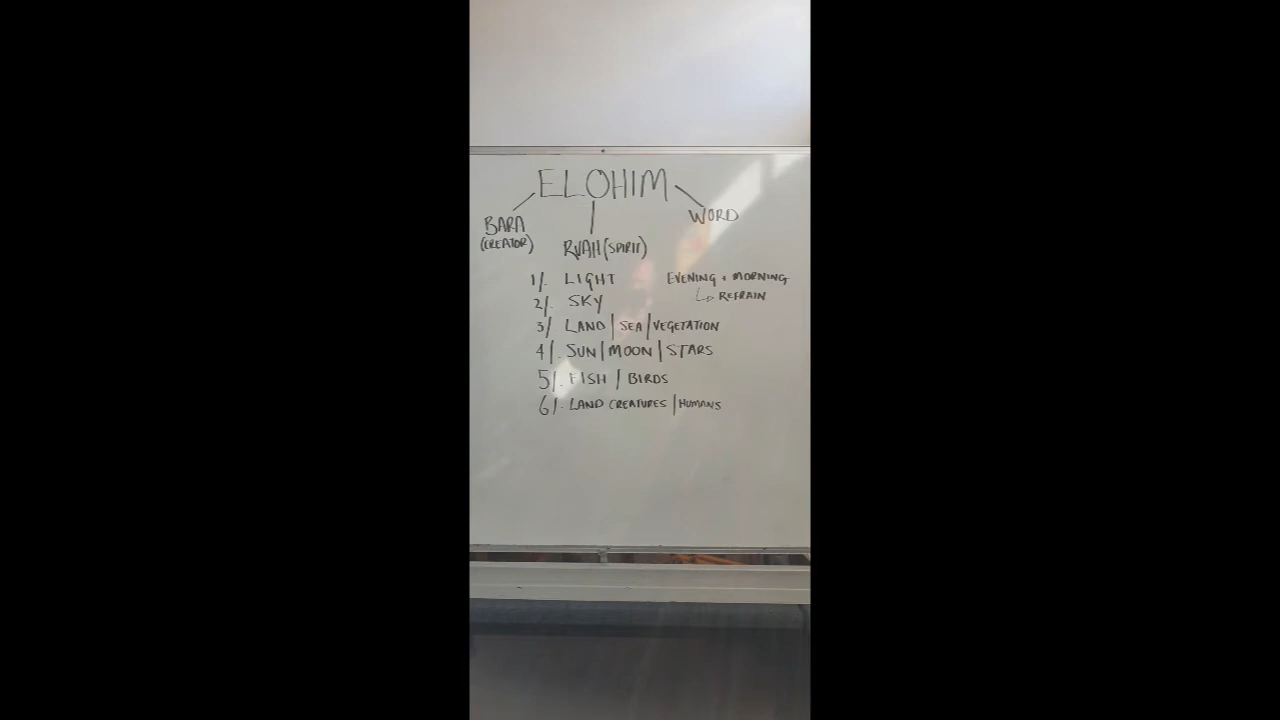 ELOHIM
BARA
(CREATOR)
RUAH (SPIRIT)
WORD
1/. LIGHT
EVENING + MORNING
↳ REFRAIN
2/. SKY
3/ LAND | SEA | VEGETATION
4/. SUN | MOON | STARS
5/. FISH / BIRDS
6/. LAND CREATURES | HUMANS